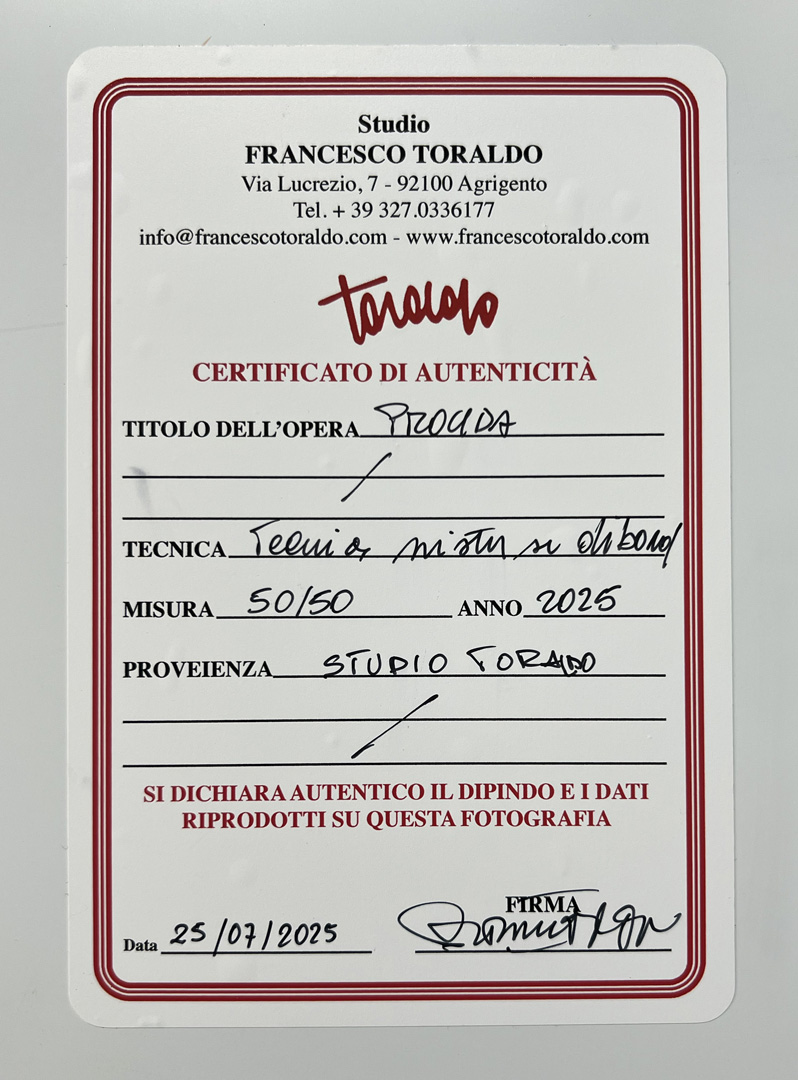 Studio
FRANCESCO TORALDO
Via Lucrezio, 7 - 92100 Agrigento
Tel. + 39 327.0336177
info@francescotoraldo.com - www.francescotoraldo.com
toraldo
CERTIFICATO DI AUTENTICITÀ
TITOLO DELL'OPERA PROCIDA
/
TECNICA Tecnica mista su dibond
MISURA 50/50 ANNO 2025
PROVEIENZA STUDIO TORALDO
/
SI DICHIARA AUTENTICO IL DIPINDO E I DATI
RIPRODOTTI SU QUESTA FOTOGRAFIA
FIRMA
Data 25/07/2025